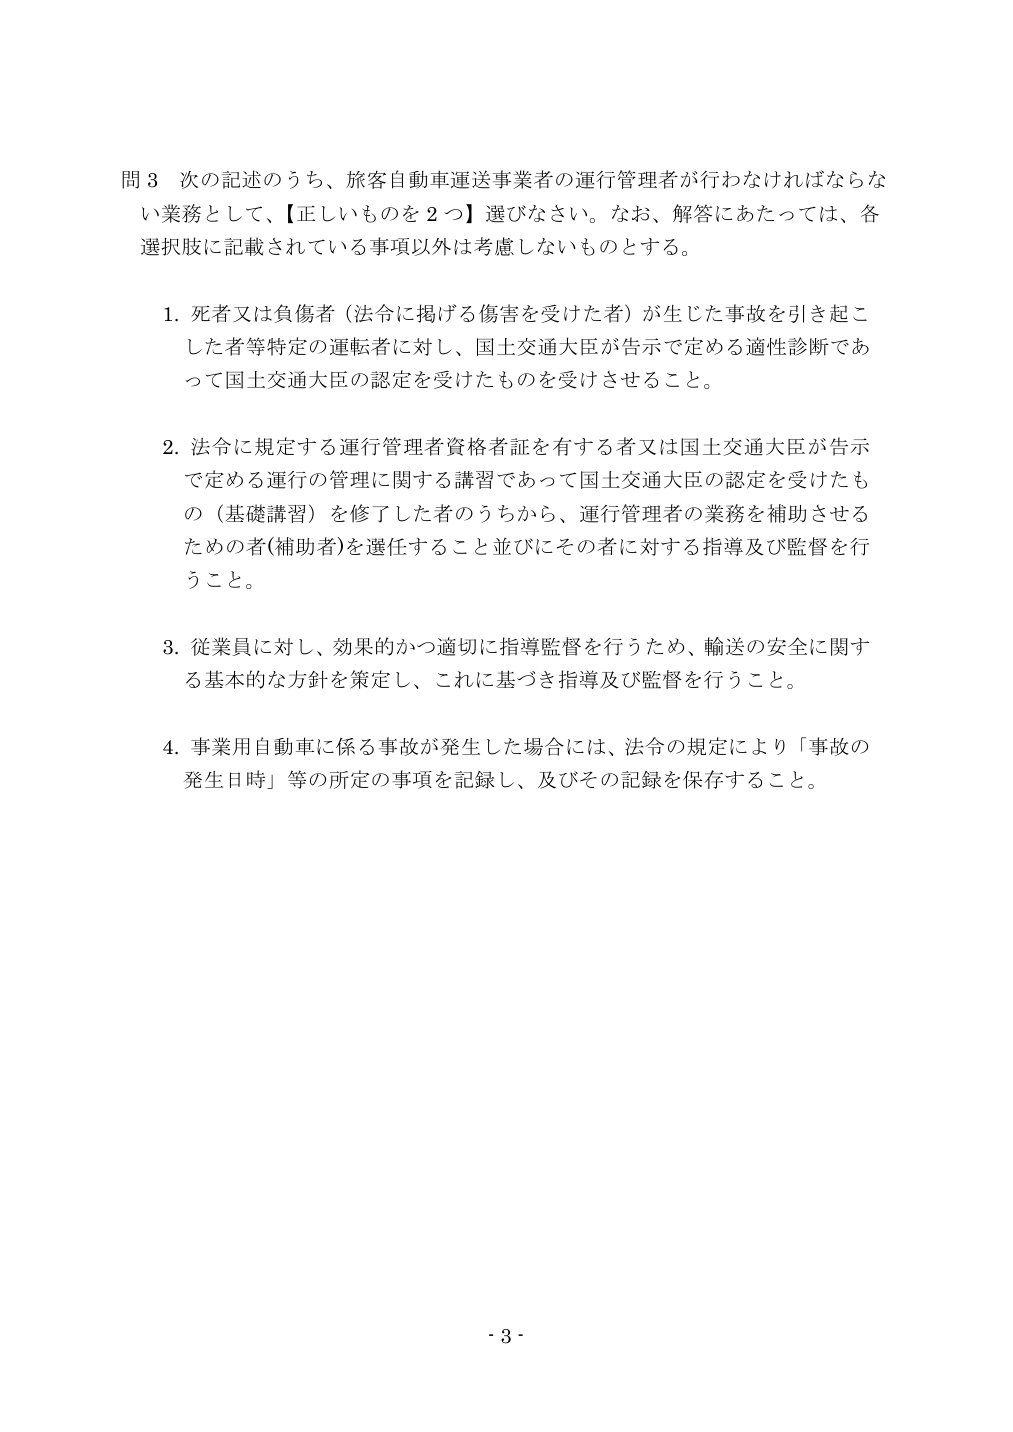 問 3　次の記述のうち、旅客自動車運送事業者の運行管理者が行わなければならな
い業務として、【正しいものを 2 つ】選びなさい。なお、解答にあたっては、各
選択肢に記載されている事項以外は考慮しないものとする。
1. 死者又は負傷者（法令に掲げる傷害を受けた者）が生じた事故を引き起こ
した者等特定の運転者に対し、国土交通大臣が告示で定める適性診断であ
って国土交通大臣の認定を受けたものを受けさせること。
2. 法令に規定する運行管理者資格者証を有する者又は国土交通大臣が告示
で定める運行の管理に関する講習であって国土交通大臣の認定を受けたも
の（基礎講習）を修了した者のうちから、運行管理者の業務を補助させる
ための者(補助者)を選任すること並びにその者に対する指導及び監督を行
うこと。
3. 従業員に対し、効果的かつ適切に指導監督を行うため、輸送の安全に関す
る基本的な方針を策定し、これに基づき指導及び監督を行うこと。
4. 事業用自動車に係る事故が発生した場合には、法令の規定により「事故の
発生日時」等の所定の事項を記録し、及びその記録を保存すること。
- 3 -